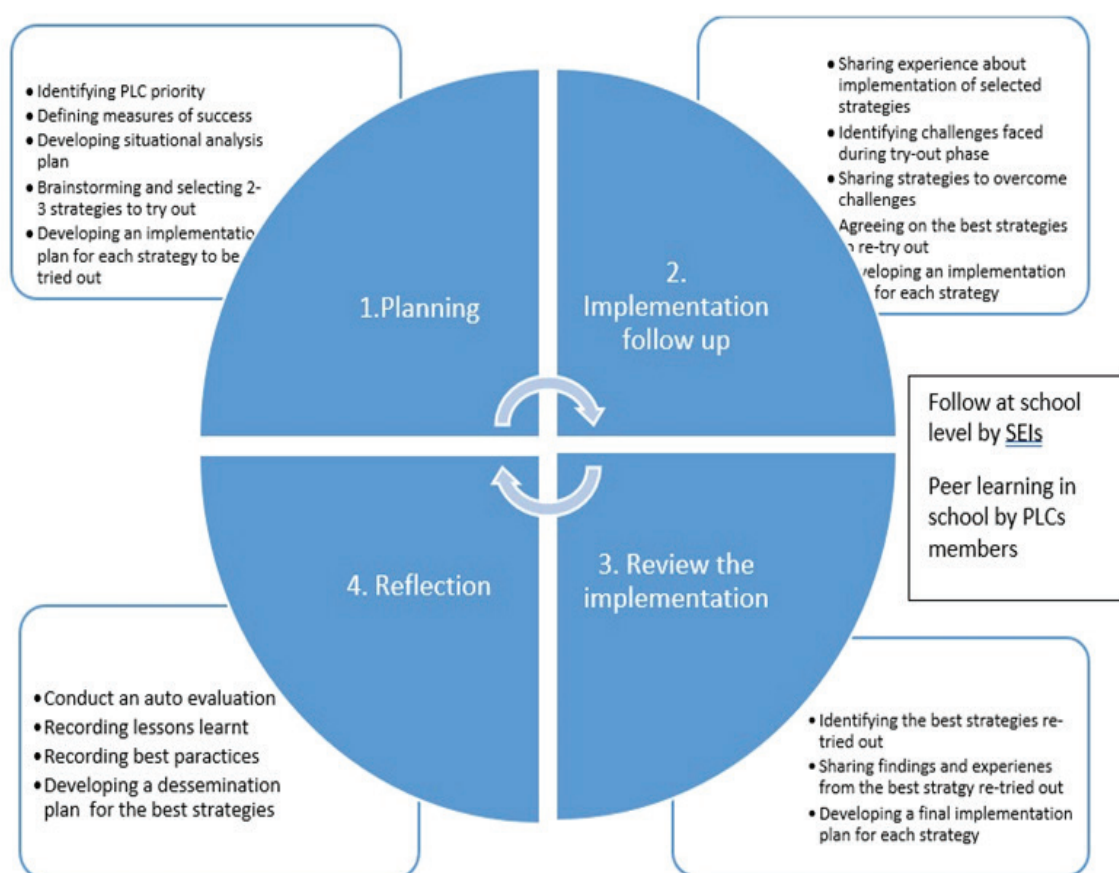 • Identifying PLC priority
• Defining measures of success
• Developing situational analysis
plan
• Brainstorming and selecting 2-
3 strategies to try out
• Developing an implementatio
plan for each strategy to be
tried out
1.Planning
• Sharing experience about
implementation of selected
strategies
• Identifying challenges faced
during try-out phase
• Sharing strategies to overcome
challenges
Agreeing on the best strategies
re-try out
veloping an implementation
for each strategy
2.
Implementation
follow up
Follow at school
level by SEIs
Peer learning in
school by PLCs
members
3. Review the
implementation
• Identifying the best strategies re-
tried out
• Sharing findings and experienes
from the best stratgy re-tried out
• Developing a final implementation
plan for each strategy
4. Reflection
• Conduct an auto evaluation
• Recording lessons learnt
• Recording best paractices
• Developing a dessemination
plan for the best strategies